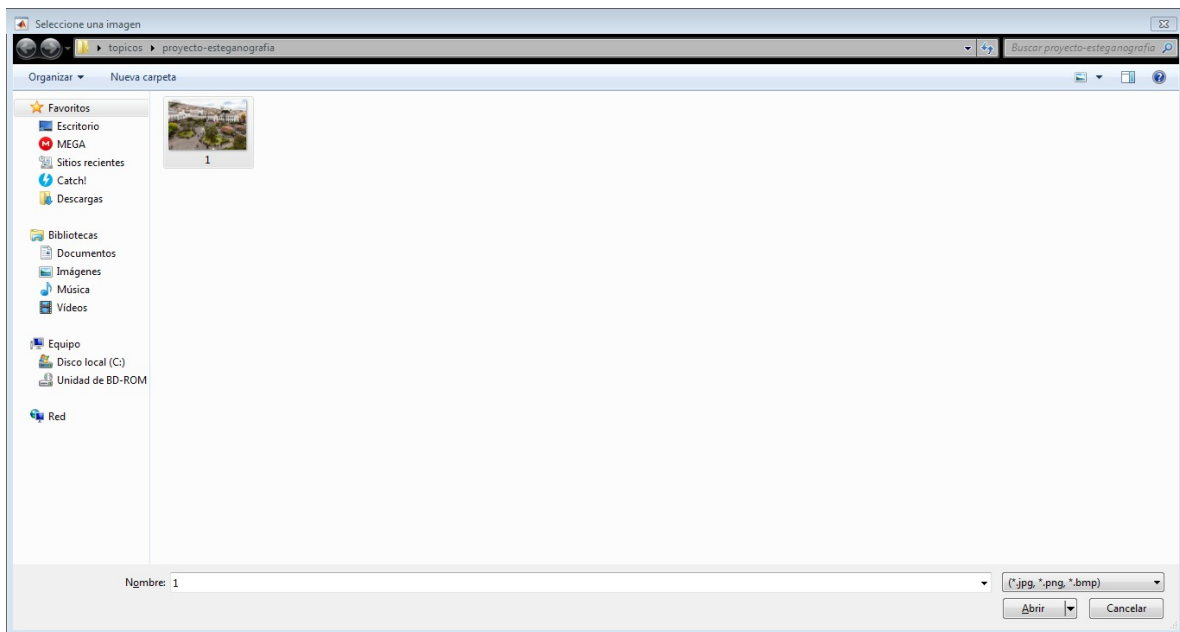 Seleccione una imagen
topicos ▸ proyecto-esteganografia
Buscar proyecto-esteganografia
Organizar
Nueva carpeta
Favoritos
Escritorio
MEGA
Sitios recientes
Catch!
Descargas
Bibliotecas
Documentos
Imágenes
Música
Vídeos
Equipo
Disco local (C:)
Unidad de BD-ROM
Red
1
Nombre: 1
(*.jpg, *.png, *.bmp)
Abrir
Cancelar